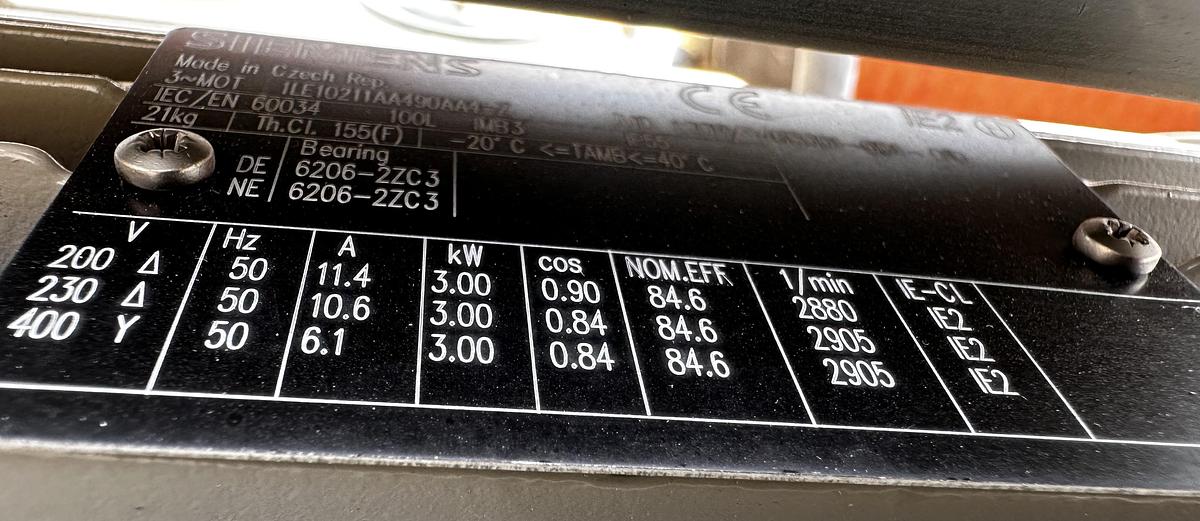 SIEMENS
Made in Czech Rep. CE IE2
3~MOT 1LE10211AA490AA4-Z
IEC/EN 60034 100L IMB3 IP55
21kg Th.Cl. 155(F) -20°C <=TAMB<=40°C
Bearing
DE 6206-2ZC3
NE 6206-2ZC3
V Hz A kW cos NOM.EFF. 1/min IE-CL
200 Δ 50 11.4 3.00 0.90 84.6 2880 IE2
230 Δ 50 10.6 3.00 0.84 84.6 2905 IE2
400 Y 50 6.1 3.00 0.84 84.6 2905 IE2